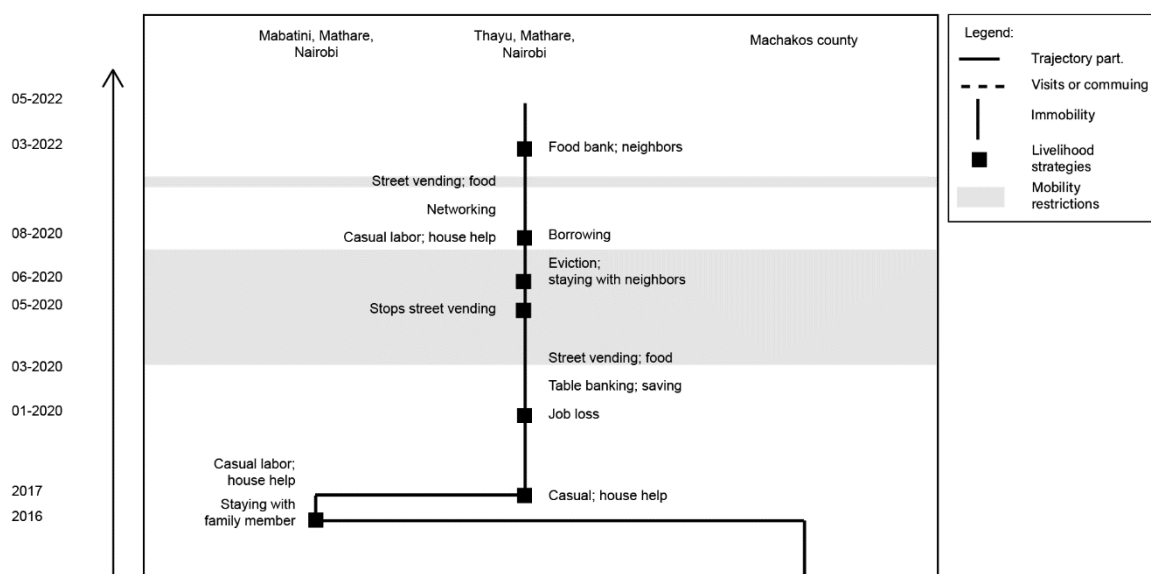 Mabatini, Mathare,
Nairobi
Thayu, Mathare,
Nairobi
Machakos county
Legend:
Trajectory part.
Visits or commuing
Immobility
Livelihood
strategies
Mobility
restrictions
05-2022
03-2022
Food bank; neighbors
Street vending; food
Networking
08-2020
Casual labor; house help
Borrowing
Eviction;
staying with neighbors
06-2020
05-2020
Stops street vending
03-2020
Street vending; food
Table banking; saving
01-2020
Job loss
Casual labor;
house help
2017
Casual; house help
Staying with
family member
2016